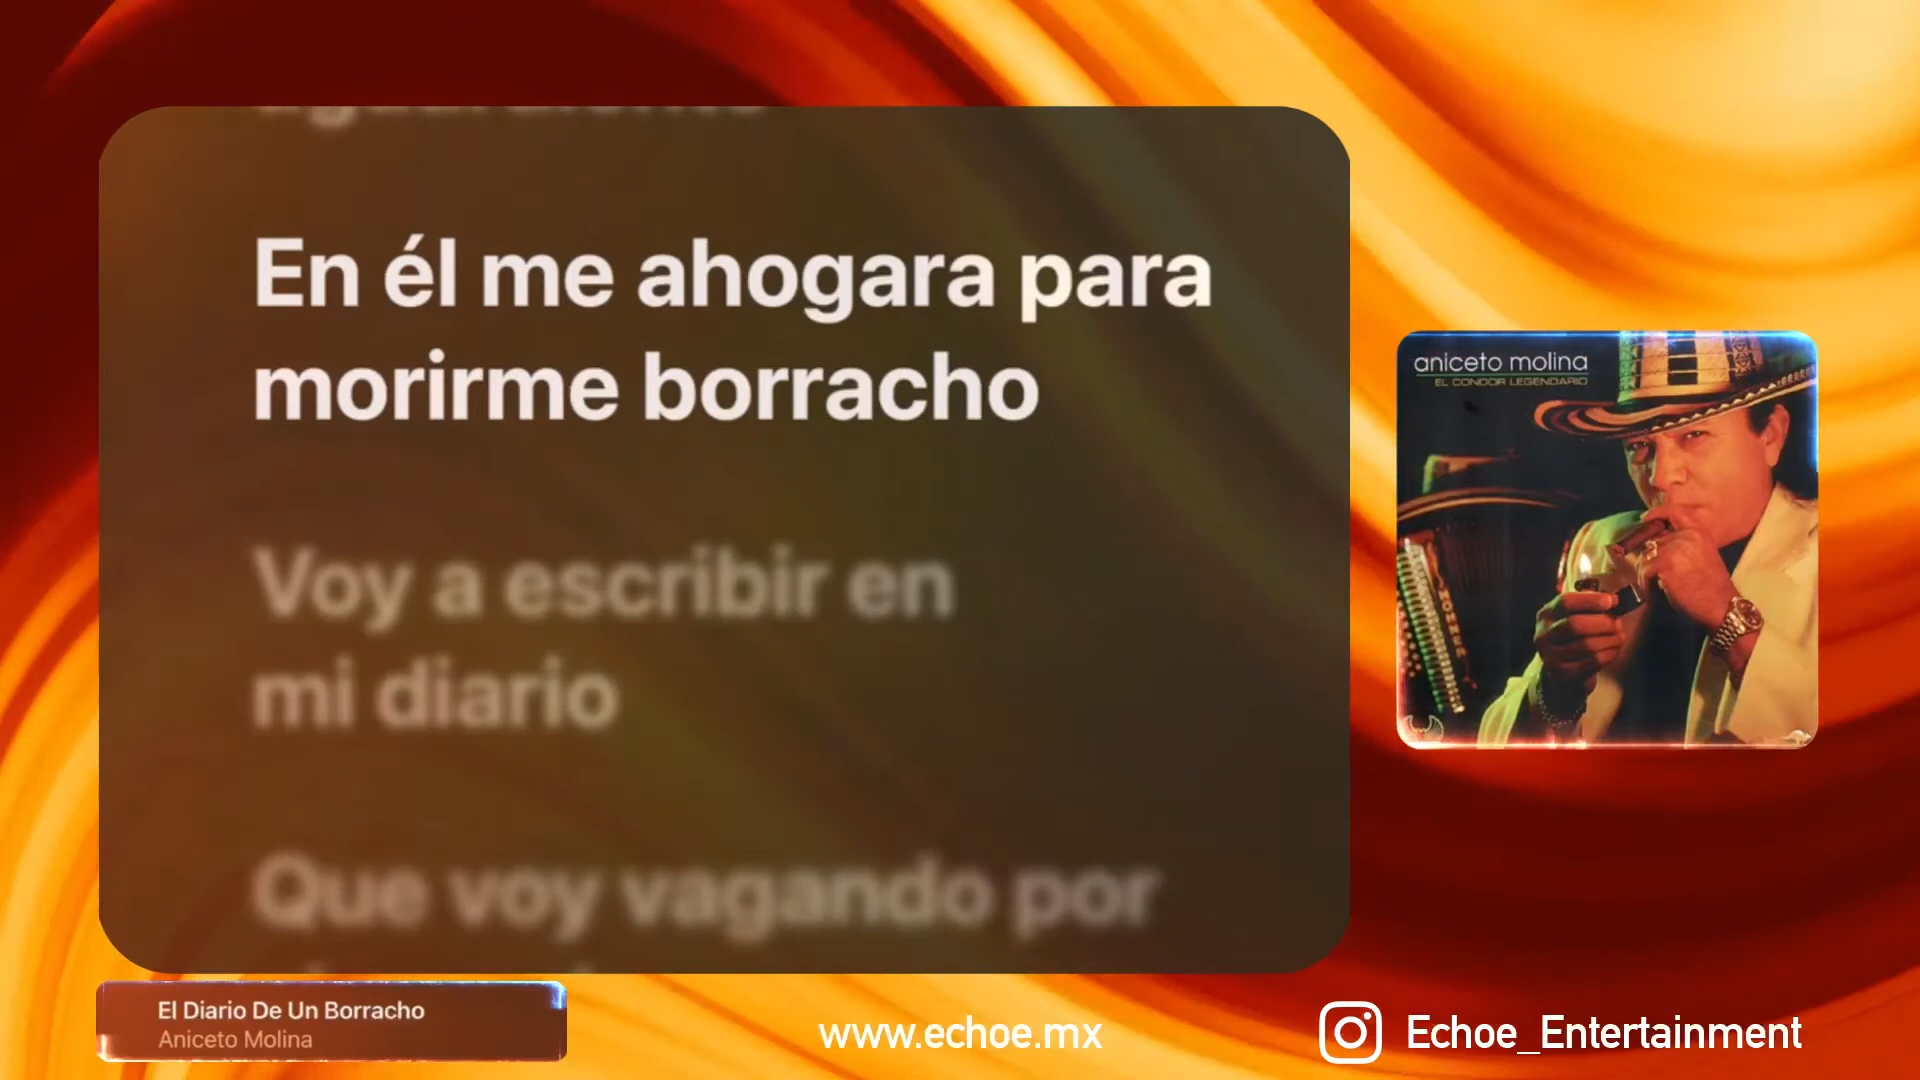 En él me ahogara para
morirme borracho
Voy a escribir en
mi diario
Que voy vagando por
aniceto molina
EL CONDOR LEGENDARIO
El Diario De Un Borracho
Aniceto Molina
www.echoe.mx
Echoe_Entertainment